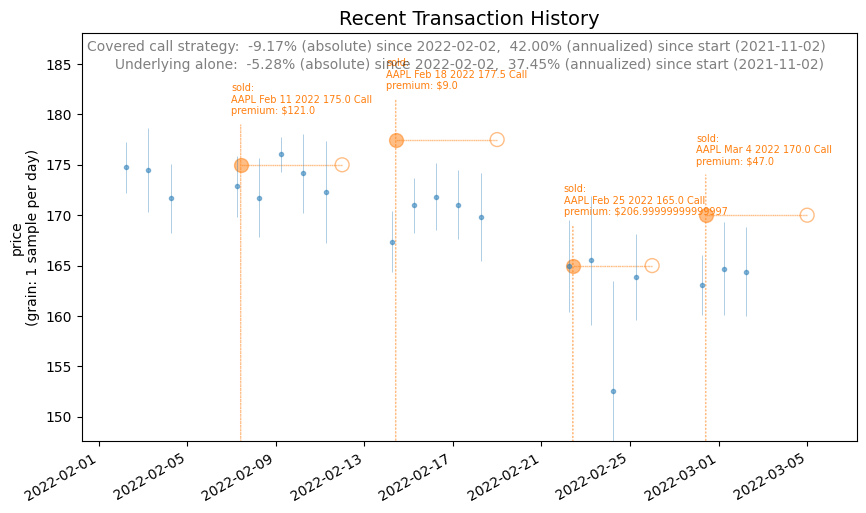 Recent Transaction History
Covered call strategy:  -9.17% (absolute) since 2022-02-02,  42.00% (annualized) since start (2021-11-02)
Underlying alone:  -5.28% (absolute) since 2022-02-02,  37.45% (annualized) since start (2021-11-02)
sold:
AAPL Feb 11 2022 175.0 Call
premium: $121.0
sold:
AAPL Feb 18 2022 177.5 Call
premium: $9.0
sold:
AAPL Feb 25 2022 165.0 Call
premium: $206.99999999999997
sold:
AAPL Mar 4 2022 170.0 Call
premium: $47.0
price
(grain: 1 sample per day)
185
180
175
170
165
160
155
150
2022-02-01
2022-02-05
2022-02-09
2022-02-13
2022-02-17
2022-02-21
2022-02-25
2022-03-01
2022-03-05